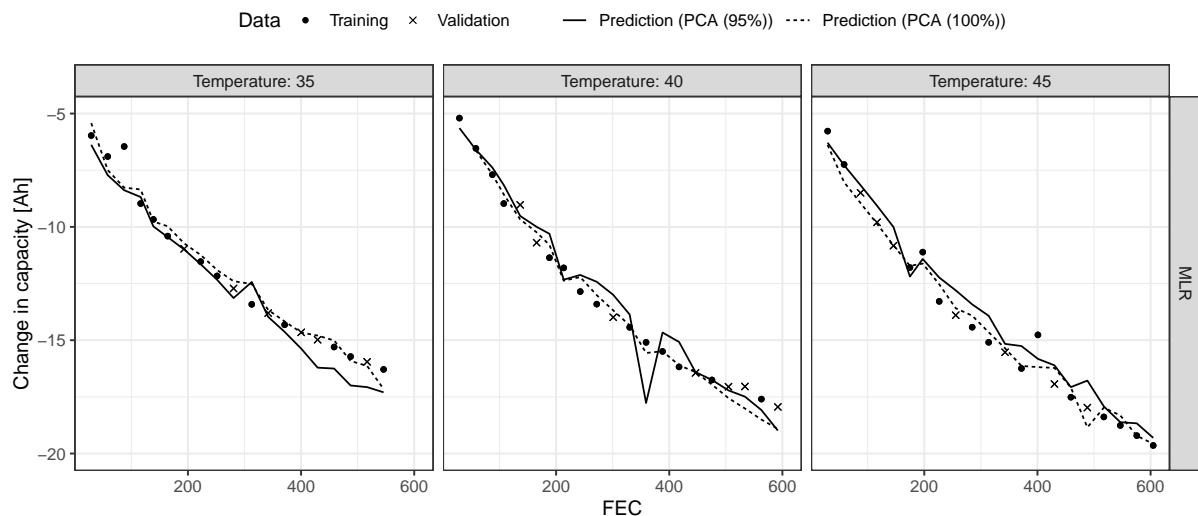 Data Training Validation Prediction (PCA (95%)) Prediction (PCA (100%))
Temperature: 35 Temperature: 40 Temperature: 45
−5
−10
−15
−20
Change in capacity [Ah]
MLR
200 400 600 200 400 600 200 400 600
FEC